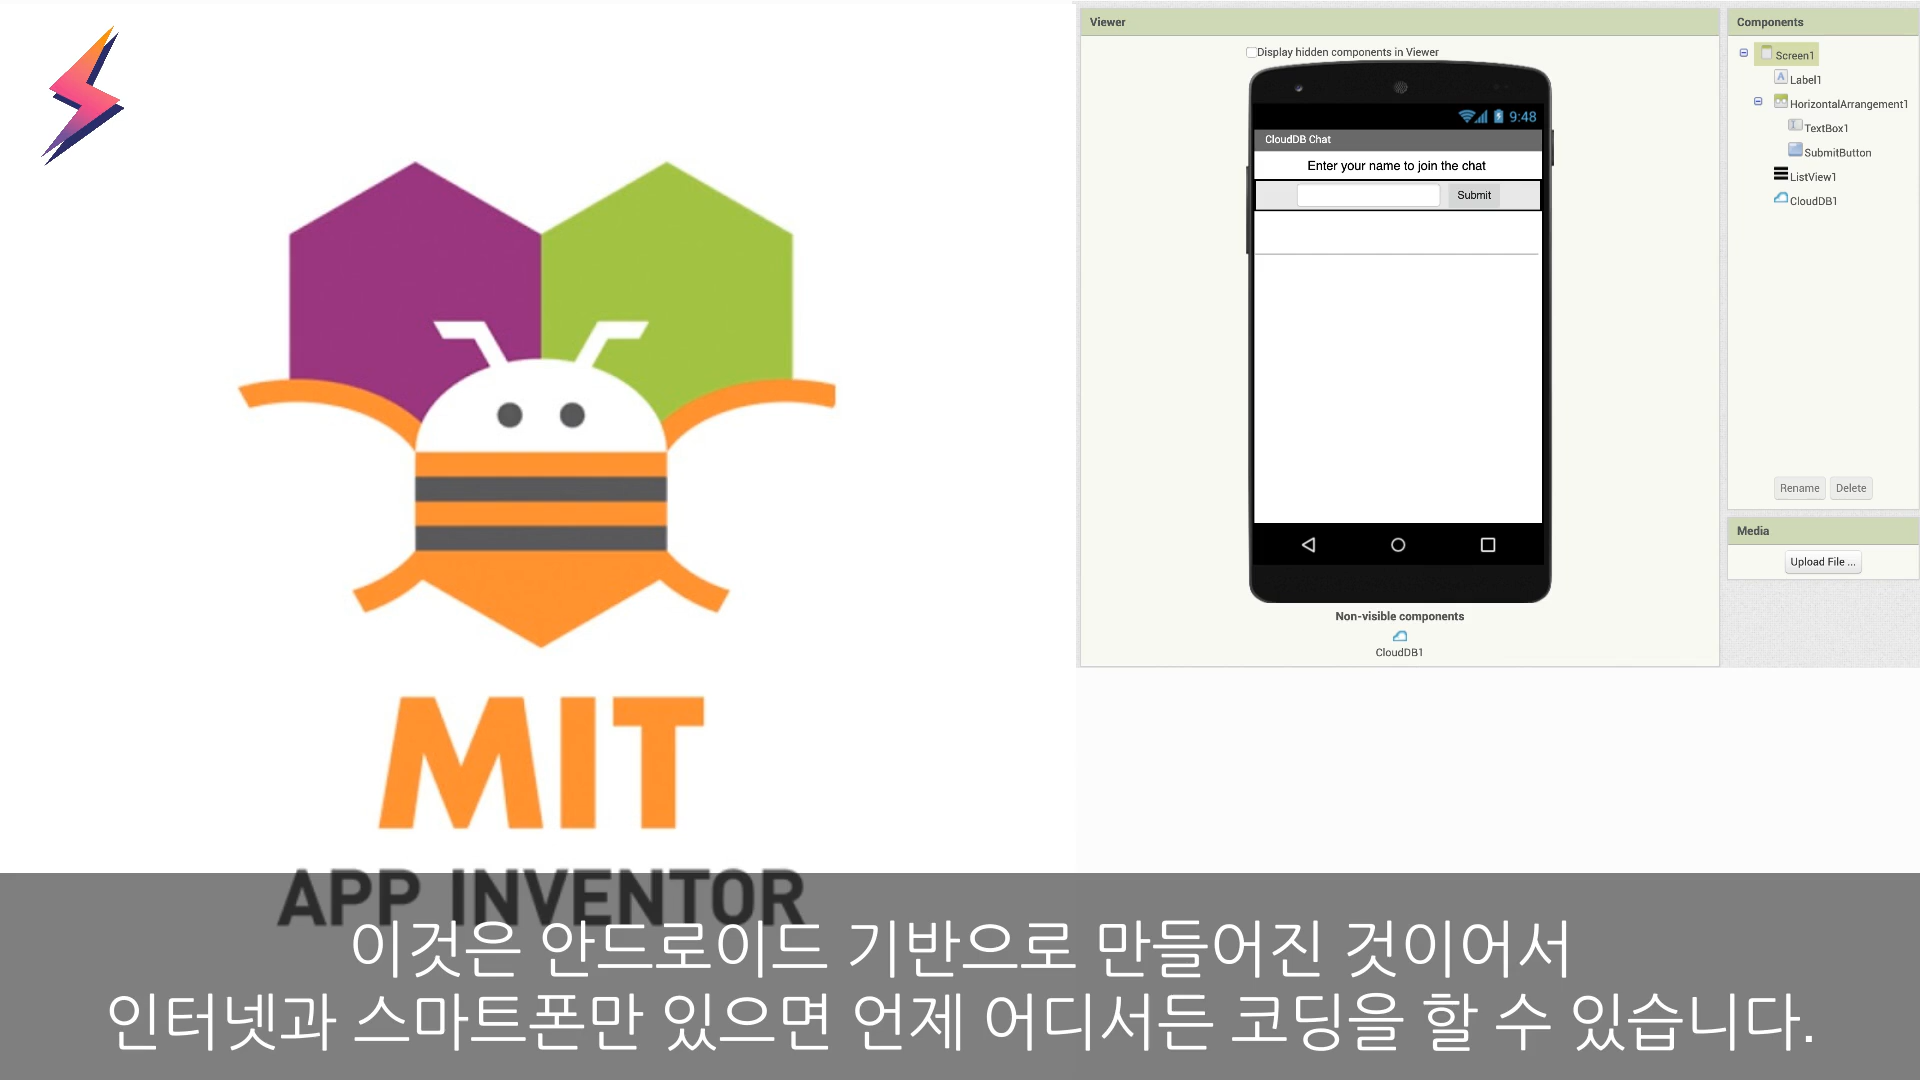 Viewer
Display hidden components in Viewer
9:48
CloudDB Chat
Enter your name to join the chat
Submit
Non-visible components
CloudDB1
Components
Screen1
Label1
HorizontalArrangement1
TextBox1
SubmitButton
ListView1
CloudDB1
Rename Delete
Media
Upload File ...
MIT
APP INVENTOR
이것은 안드로이드 기반으로 만들어진 것이어서
인터넷과 스마트폰만 있으면 언제 어디서든 코딩을 할 수 있습니다.